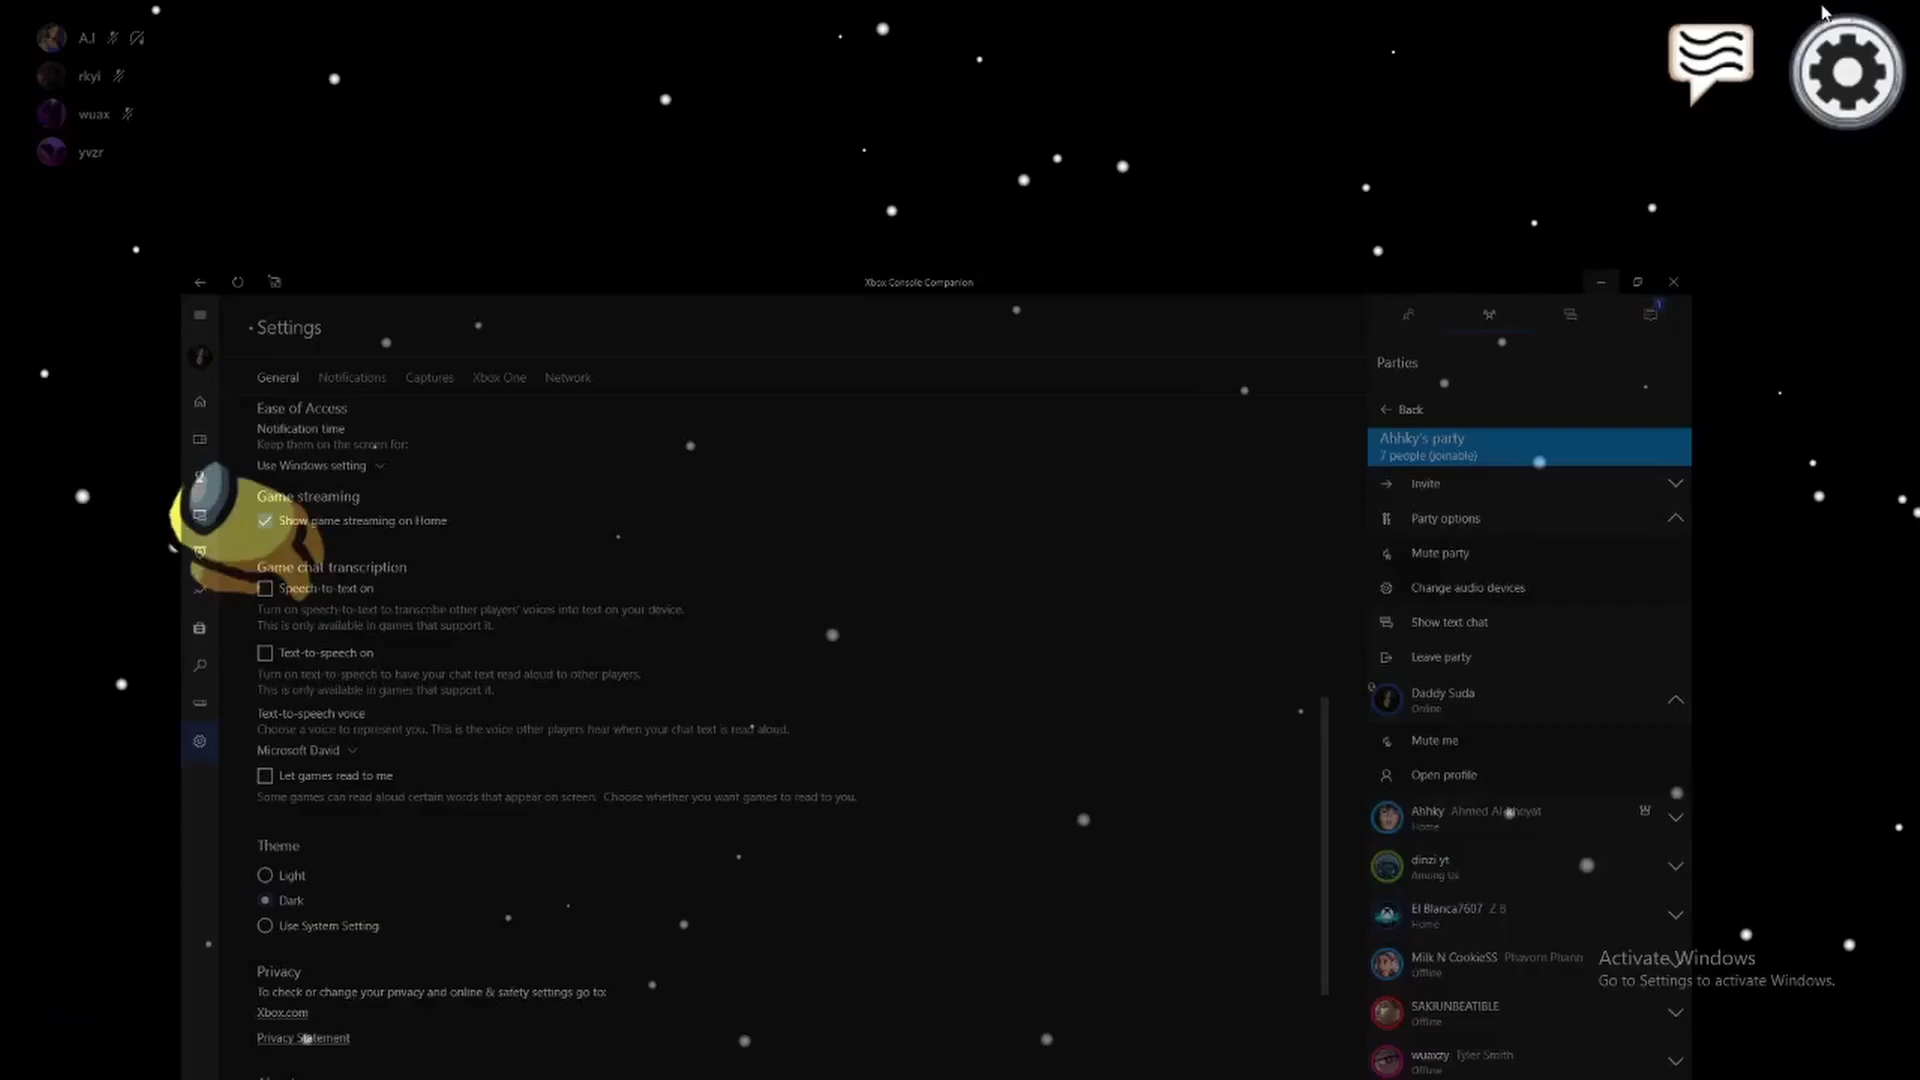 A.I
rkyi
wuax
yvzr
Xbox Console Companion
Settings
General Notifications Captures Xbox One Network
Ease of Access
Notification time
Keep them on the screen for:
Use Windows setting
Game streaming
Show game streaming on Home
Game chat transcription
Speech-to-text on
Turn on speech-to-text to transcribe other players' voices into text on your device.
This is only available in games that support it.
Text-to-speech on
Turn on text-to-speech to have your chat text read aloud to other players.
This is only available in games that support it.
Text-to-speech voice
Choose a voice to represent you. This is the voice other players hear when your chat text is read aloud.
Microsoft David
Let games read to me
Some games can read aloud certain words that appear on screen. Choose whether you want games to read to you.
Theme
Light
Dark
Use System Setting
Privacy
To check or change your privacy and online & safety settings go to:
Xbox.com
Privacy Statement
1
Parties
Back
Ahhky's party
7 people (joinable)
Invite
Party options
Mute party
Change audio devices
Show text chat
Leave party
Daddy Suda
Online
Mute me
Open profile
Ahhky Ahmed
Home
dinzi yt
Among Us
El Blanca7607 Z B
Home
Milk N CookieSS Phavorn Phann
Offline
SAKIUNBEATIBLE
Offline
wuaxzy Tyler Smith
Offline
Activate Windows
Go to Settings to activate Windows.